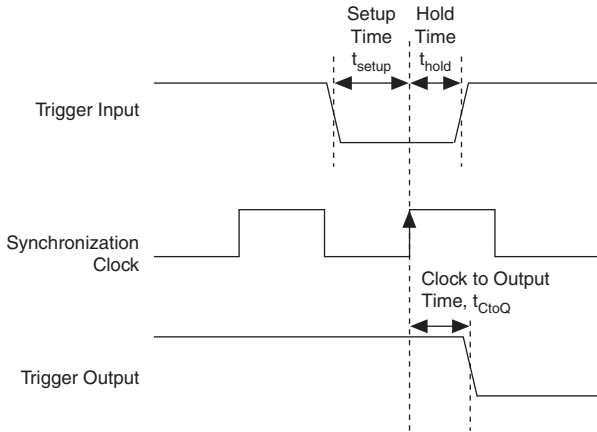 Setup
Time
t_setup
Hold
Time
t_hold
Trigger Input
Synchronization
Clock
Clock to Output
Time, t_CtoQ
Trigger Output